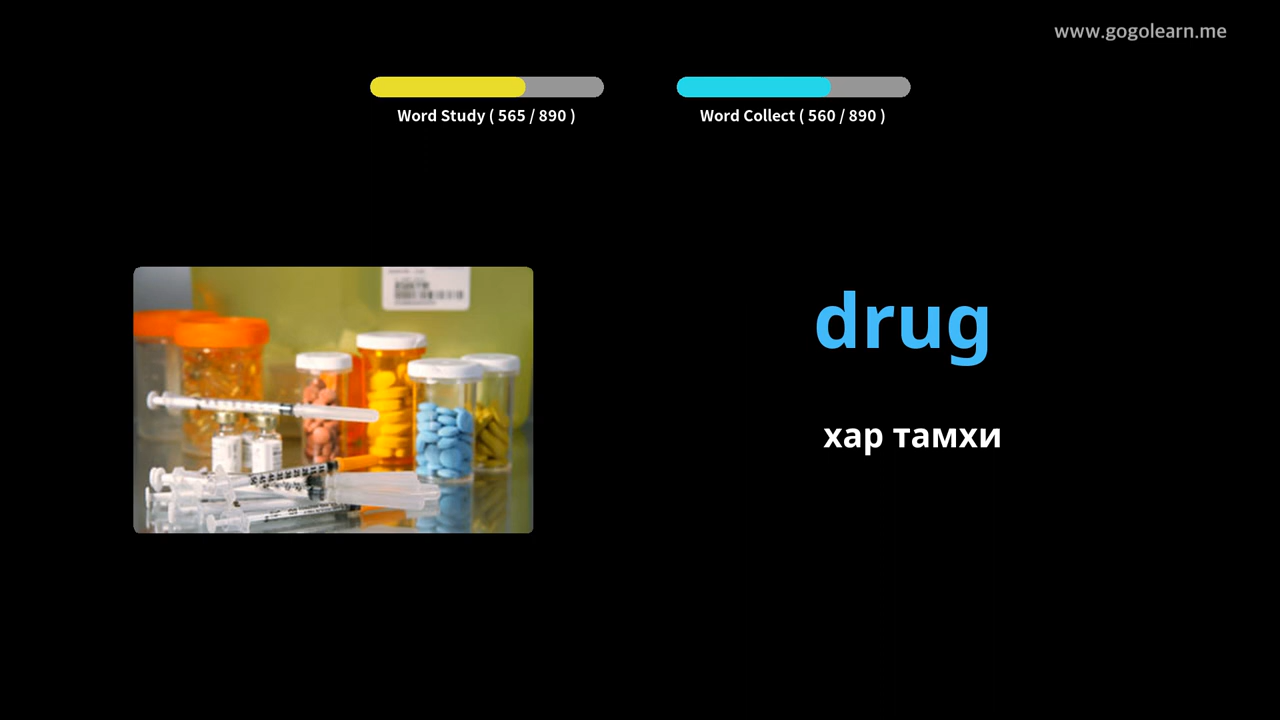 www.gogolearn.me
Word Study ( 565 / 890 )
Word Collect ( 560 / 890 )
drug
хар тамхи